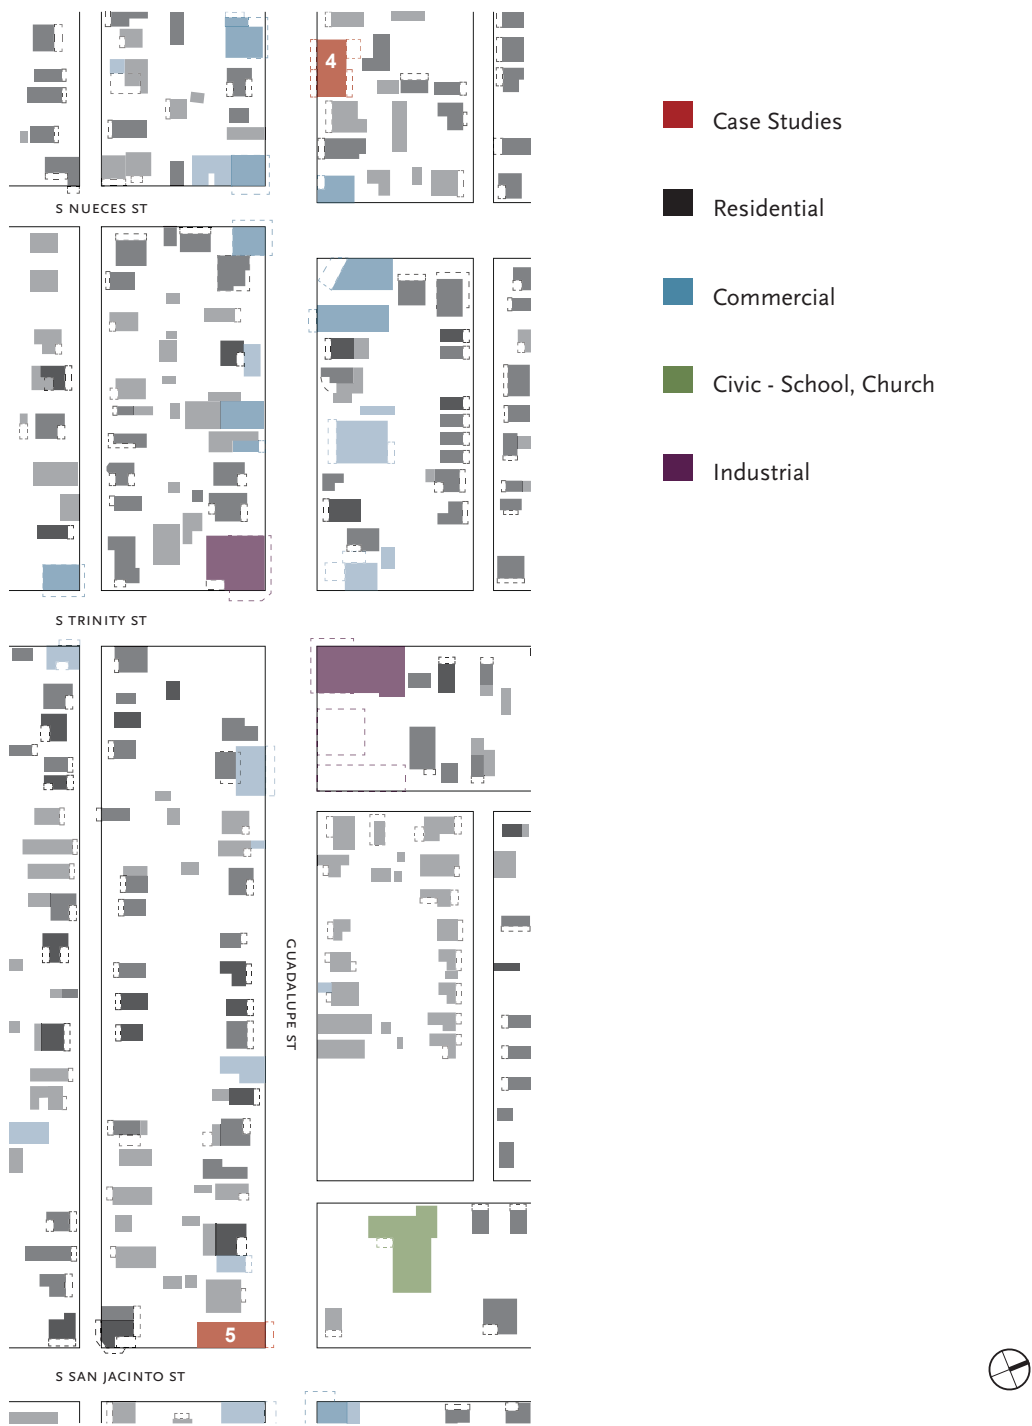 4
Case Studies
Residential
S NUECES ST
Commercial
Civic - School, Church
Industrial
S TRINITY ST
GUADALUPE ST
5
S SAN JACINTO ST